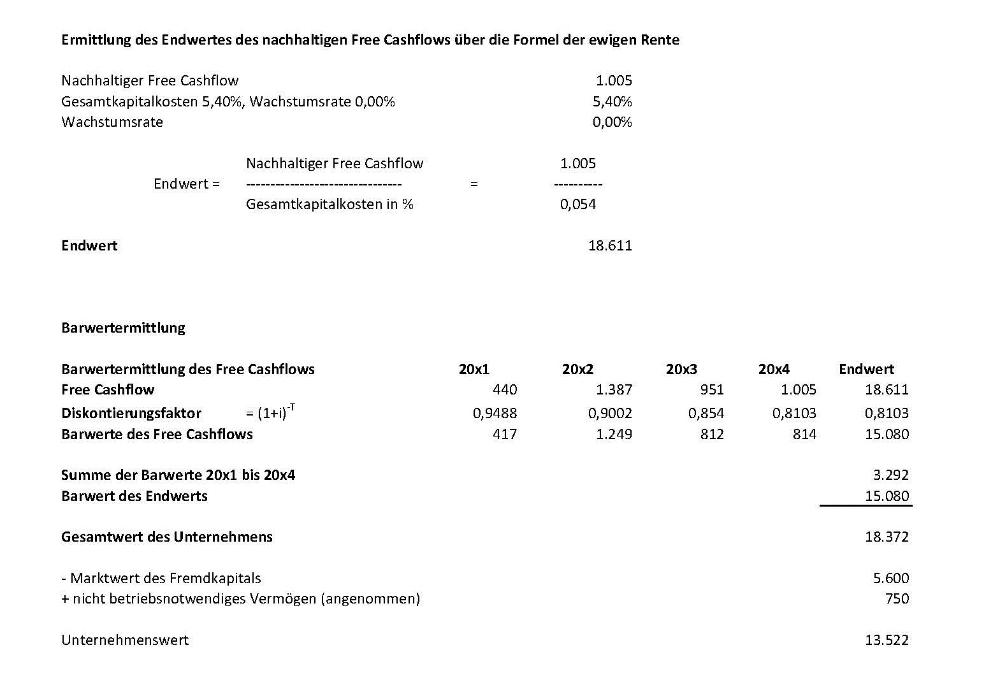 Ermittlung des Endwertes des nachhaltigen Free Cashflows über die Formel der ewigen Rente
Nachhaltiger Free Cashflow 1.005
Gesamtkapitalkosten 5,40%, Wachstumsrate 0,00% 5,40%
Wachstumsrate 0,00%
Nachhaltiger Free Cashflow 1.005
Endwert = -------------------------------- = ----------
Gesamtkapitalkosten in % 0,054
Endwert 18.611
Barwertermittlung
Barwertermittlung des Free Cashflows 20x1 20x2 20x3 20x4 Endwert
Free Cashflow 440 1.387 951 1.005 18.611
Diskontierungsfaktor = (1+i)^-T 0,9488 0,9002 0,854 0,8103 0,8103
Barwerte des Free Cashflows 417 1.249 812 814 15.080
Summe der Barwerte 20x1 bis 20x4 3.292
Barwert des Endwerts 15.080
Gesamtwert des Unternehmens 18.372
- Marktwert des Fremdkapitals 5.600
+ nicht betriebsnotwendiges Vermögen (angenommen) 750
Unternehmenswert 13.522